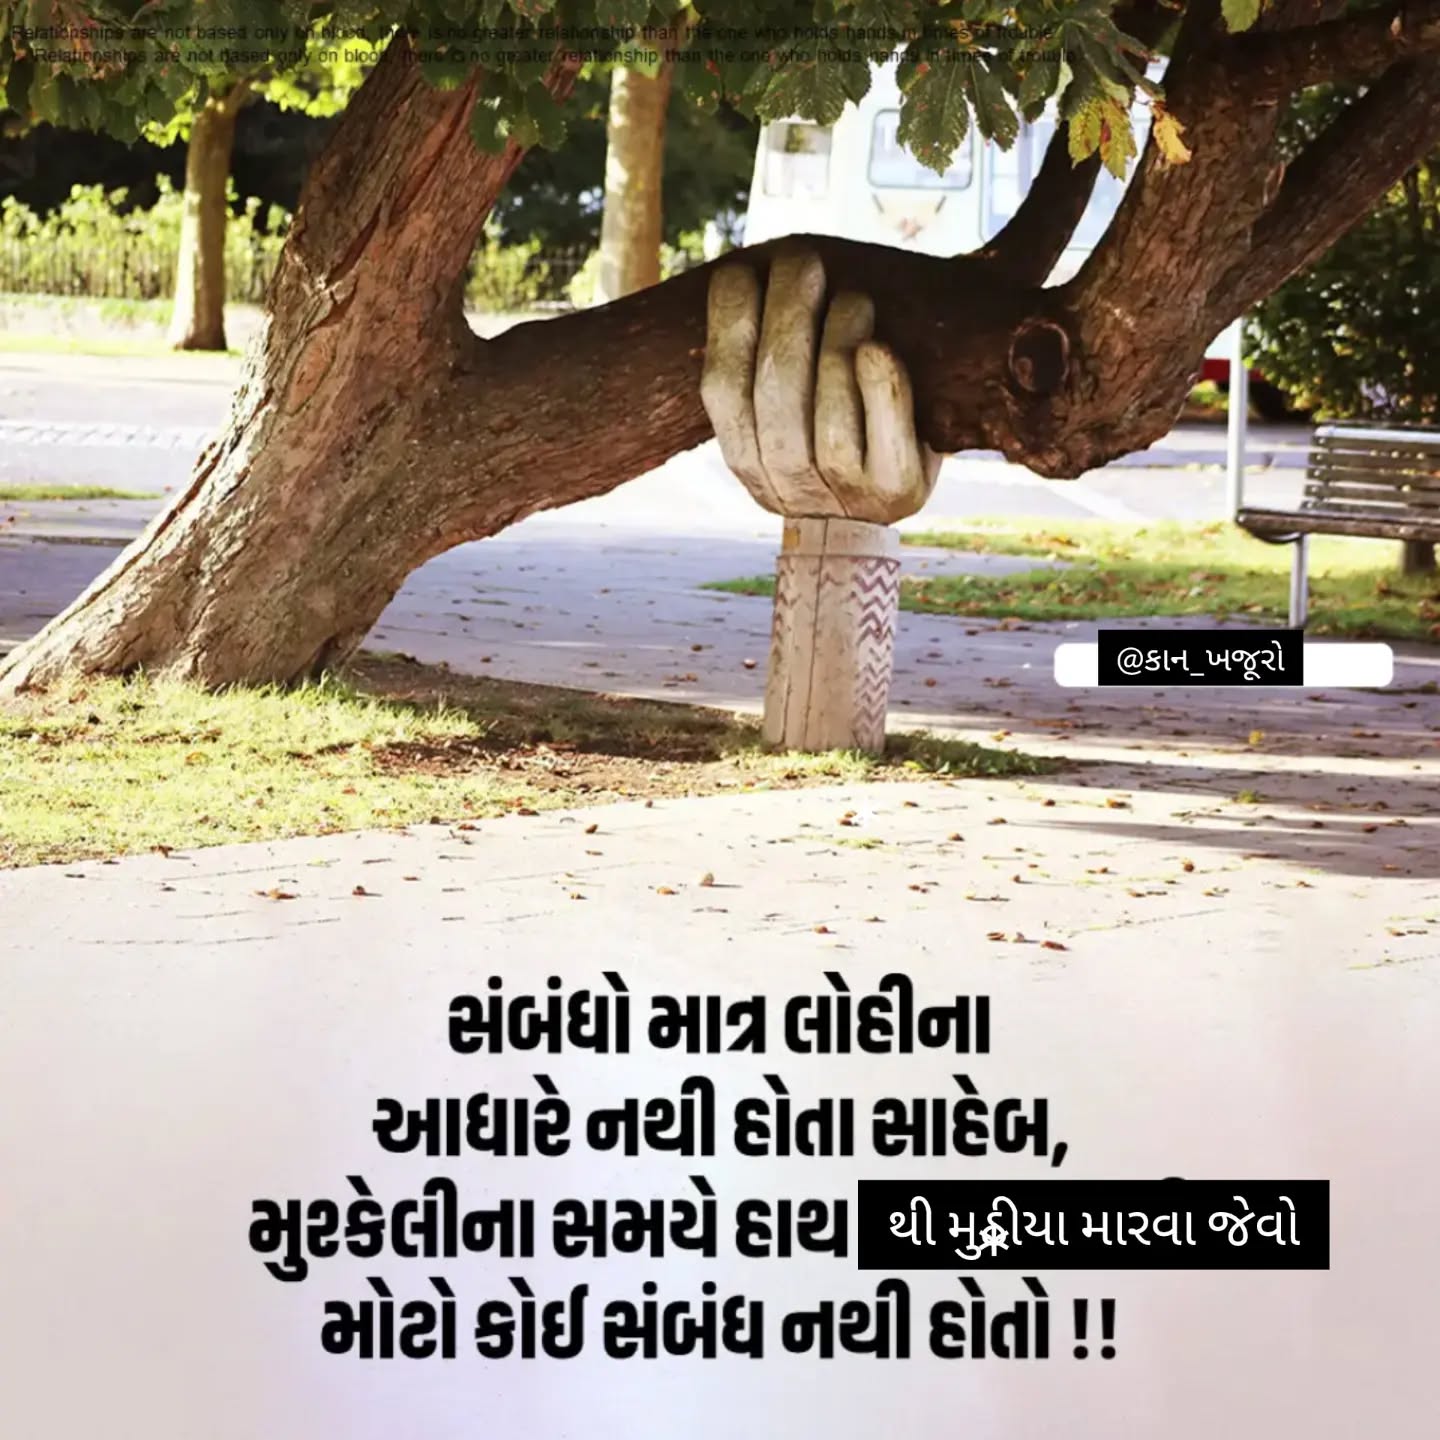 Relationships are not based only on blood, there is no greater relationship than the one who holds hands in times of trouble.
Relationships are not based only on blood, there is no greater relationship than the one who holds hands in times of trouble.
@કાન_ખજૂરો
સંબંધો માત્ર લોહીના
આધારે નથી હોતા સાહેબ,
મુશ્કેલીના સમયે હાથ થી મુઠ્ઠીયા મારવા જેવો
મોટો કોઈ સંબંધ નથી હોતો !!